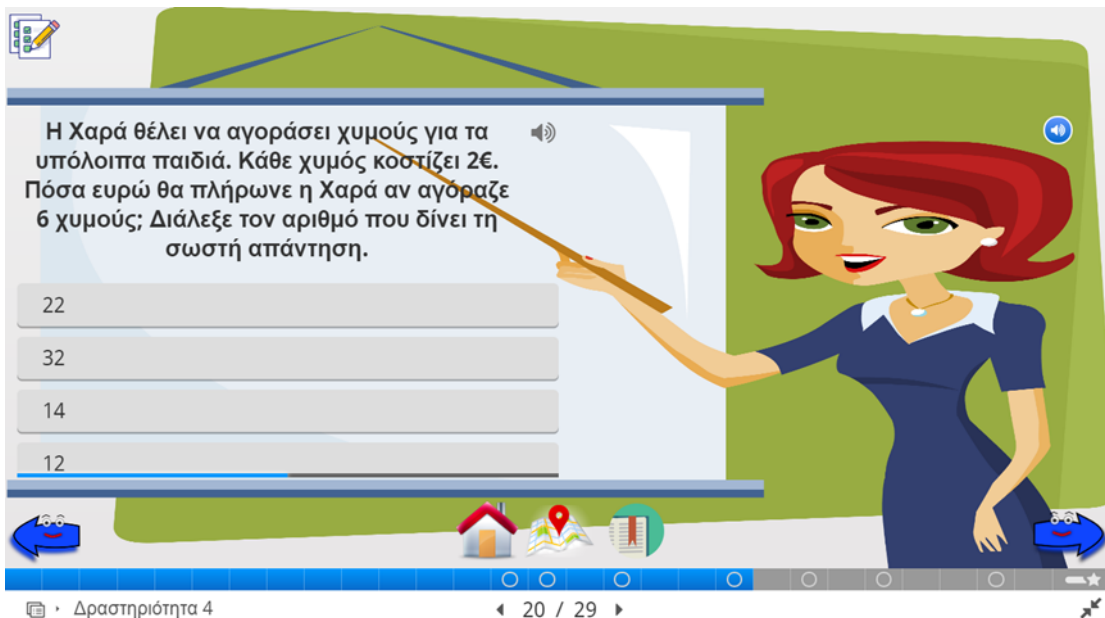 Η Χαρά θέλει να αγοράσει χυμούς για τα
υπόλοιπα παιδιά. Κάθε χυμός κοστίζει 2€.
Πόσα ευρώ θα πλήρωνε η Χαρά αν αγόραζε
6 χυμούς; Διάλεξε τον αριθμό που δίνει τη
σωστή απάντηση.
22
32
14
12
Δραστηριότητα 4
20 / 29